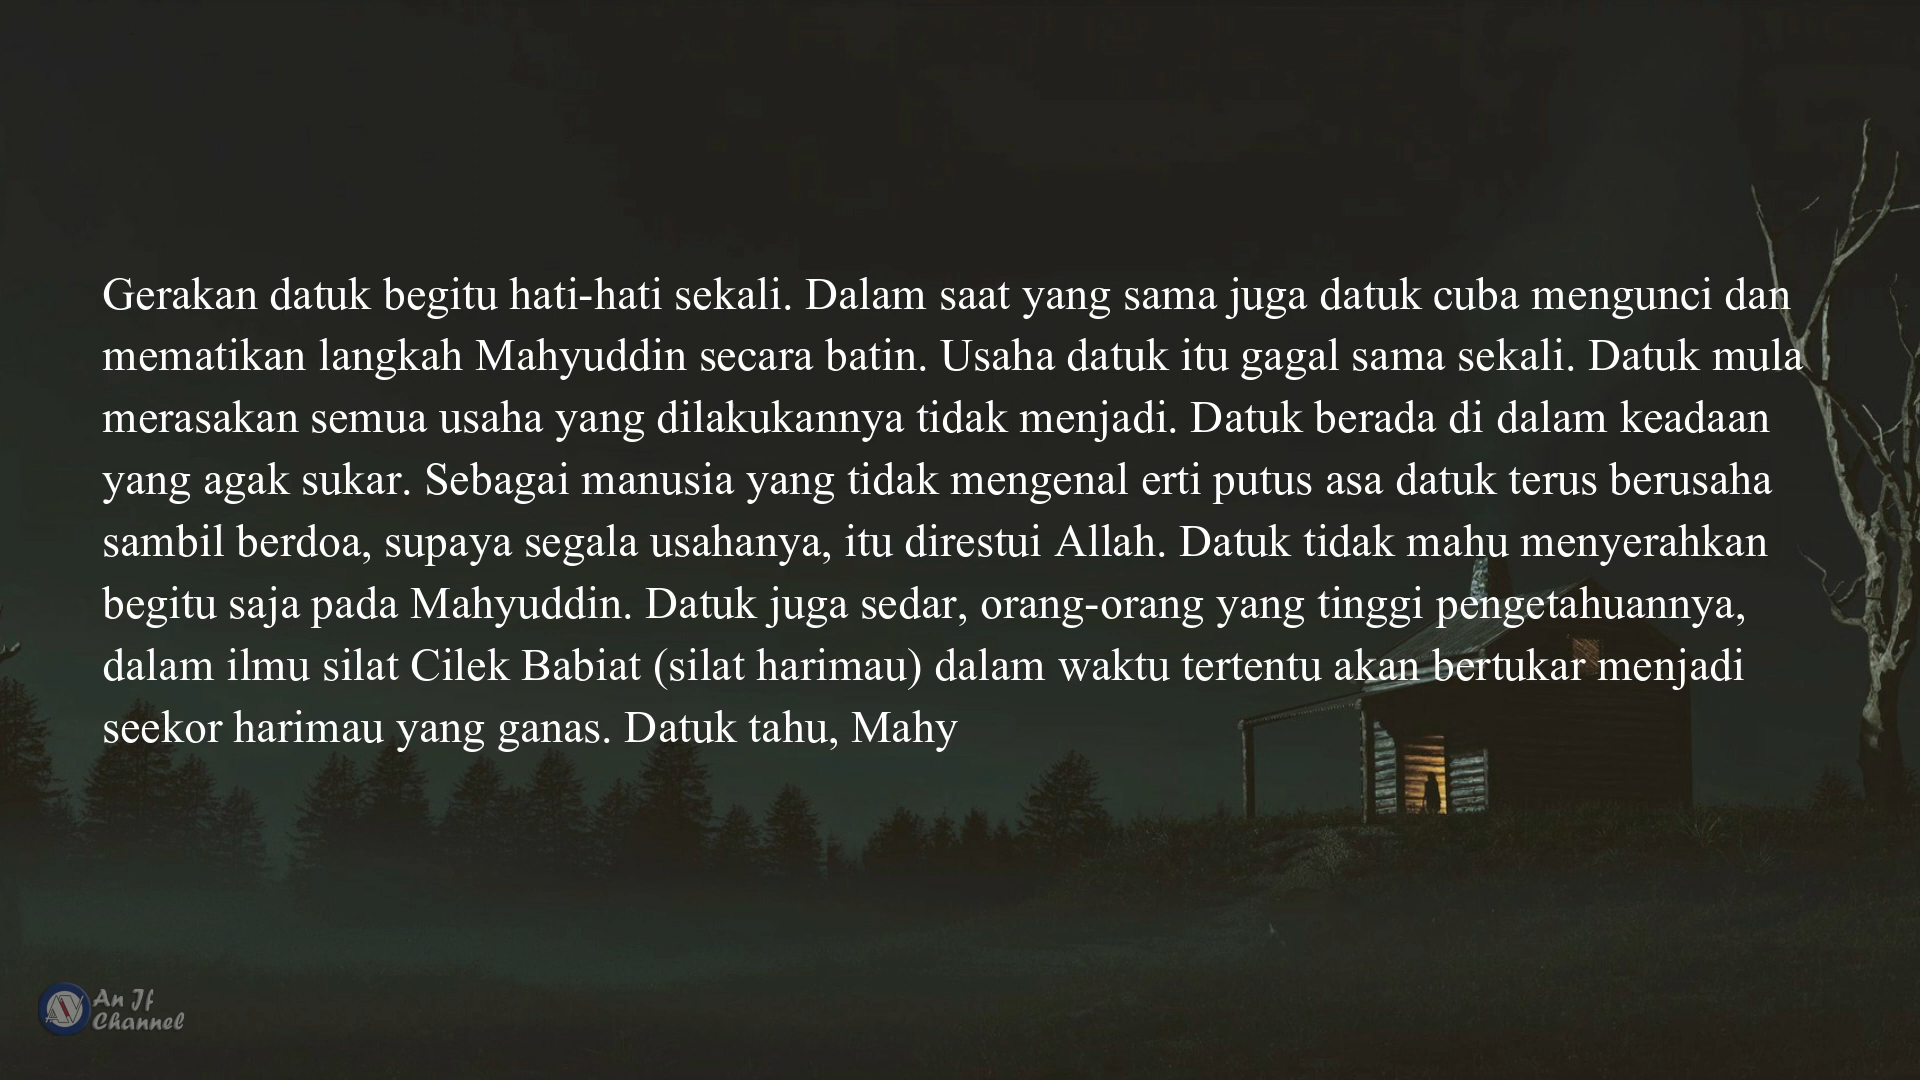 Gerakan datuk begitu hati-hati sekali. Dalam saat yang sama juga datuk cuba mengunci dan
mematikan langkah Mahyuddin secara batin. Usaha datuk itu gagal sama sekali. Datuk mula
merasakan semua usaha yang dilakukannya tidak menjadi. Datuk berada di dalam keadaan
yang agak sukar. Sebagai manusia yang tidak mengenal erti putus asa datuk terus berusaha
sambil berdoa, supaya segala usahanya, itu direstui Allah. Datuk tidak mahu menyerahkan
begitu saja pada Mahyuddin. Datuk juga sedar, orang-orang yang tinggi pengetahuannya,
dalam ilmu silat Cilek Babiat (silat harimau) dalam waktu tertentu akan bertukar menjadi
seekor harimau yang ganas. Datuk tahu, Mahy
An If
Channel